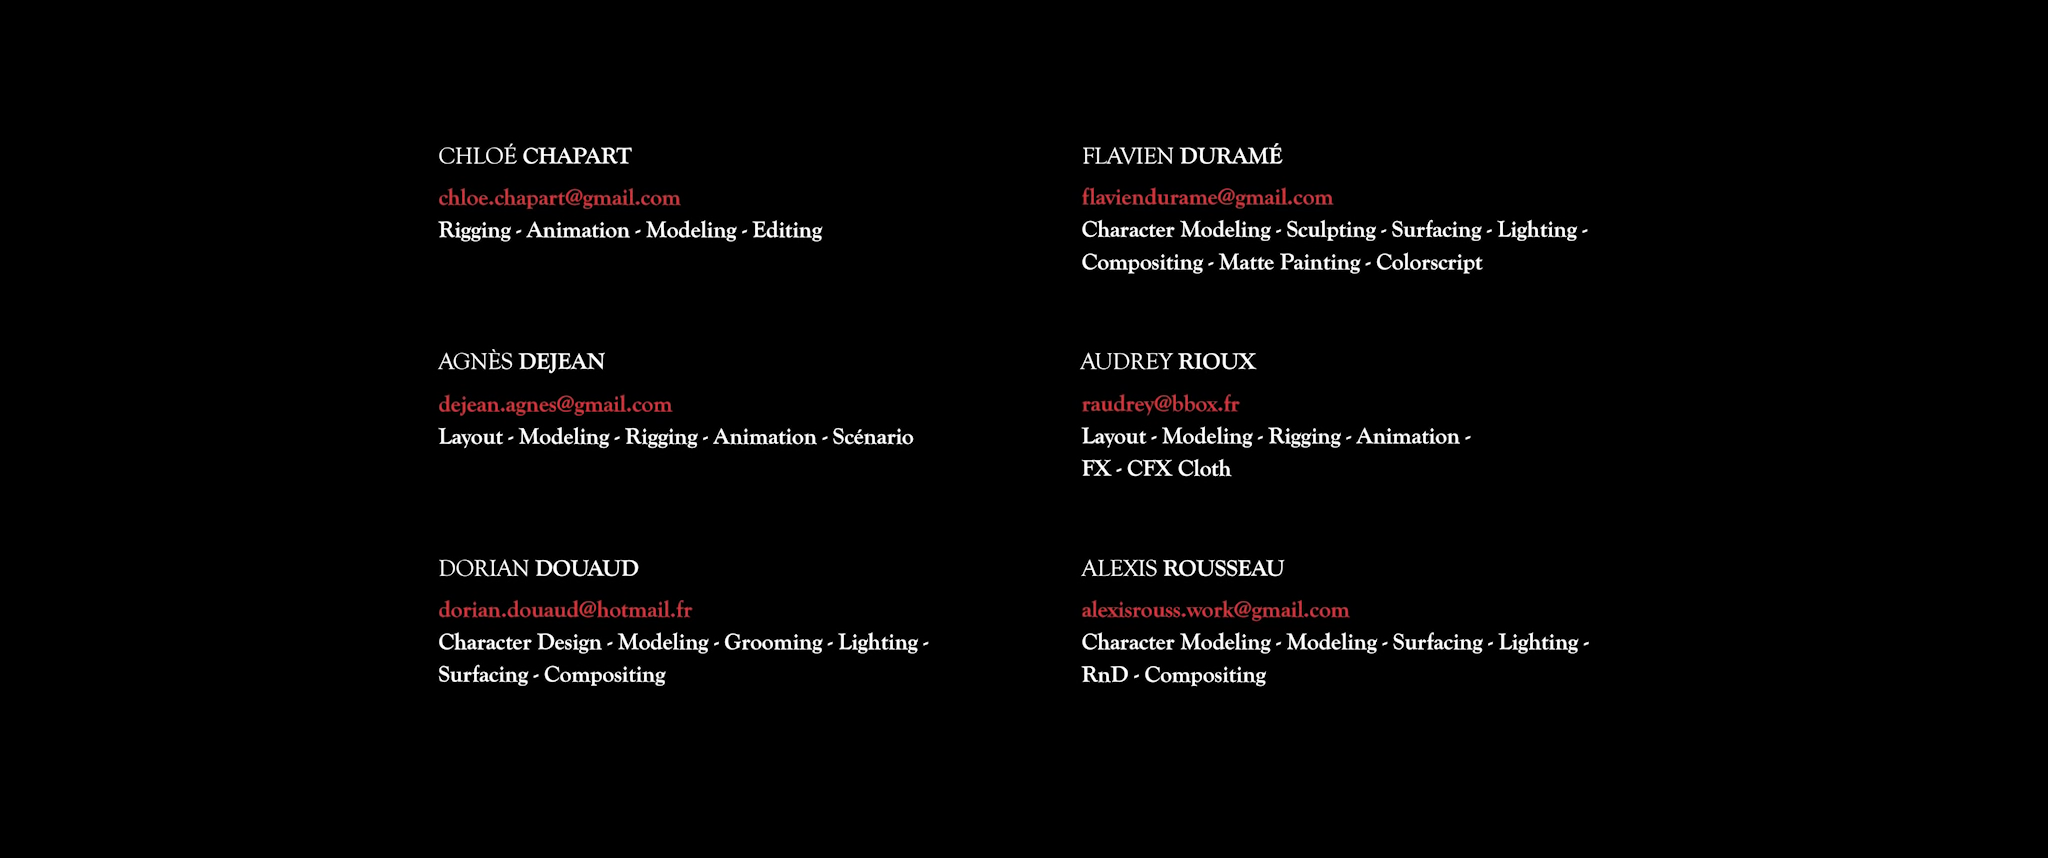 CHLOÉ CHAPART
chloe.chapart@gmail.com
Rigging - Animation - Modeling - Editing
FLAVIEN DURAMÉ
flaviendurame@gmail.com
Character Modeling - Sculpting - Surfacing - Lighting -
Compositing - Matte Painting - Colorscript
AGNÈS DEJEAN
dejean.agnes@gmail.com
Layout - Modeling - Rigging - Animation - Scénario
AUDREY RIOUX
raudrey@bbox.fr
Layout - Modeling - Rigging - Animation -
FX - CFX Cloth
DORIAN DOUAUD
dorian.douaud@hotmail.fr
Character Design - Modeling - Grooming - Lighting -
Surfacing - Compositing
ALEXIS ROUSSEAU
alexisrouss.work@gmail.com
Character Modeling - Modeling - Surfacing - Lighting -
RnD - Compositing